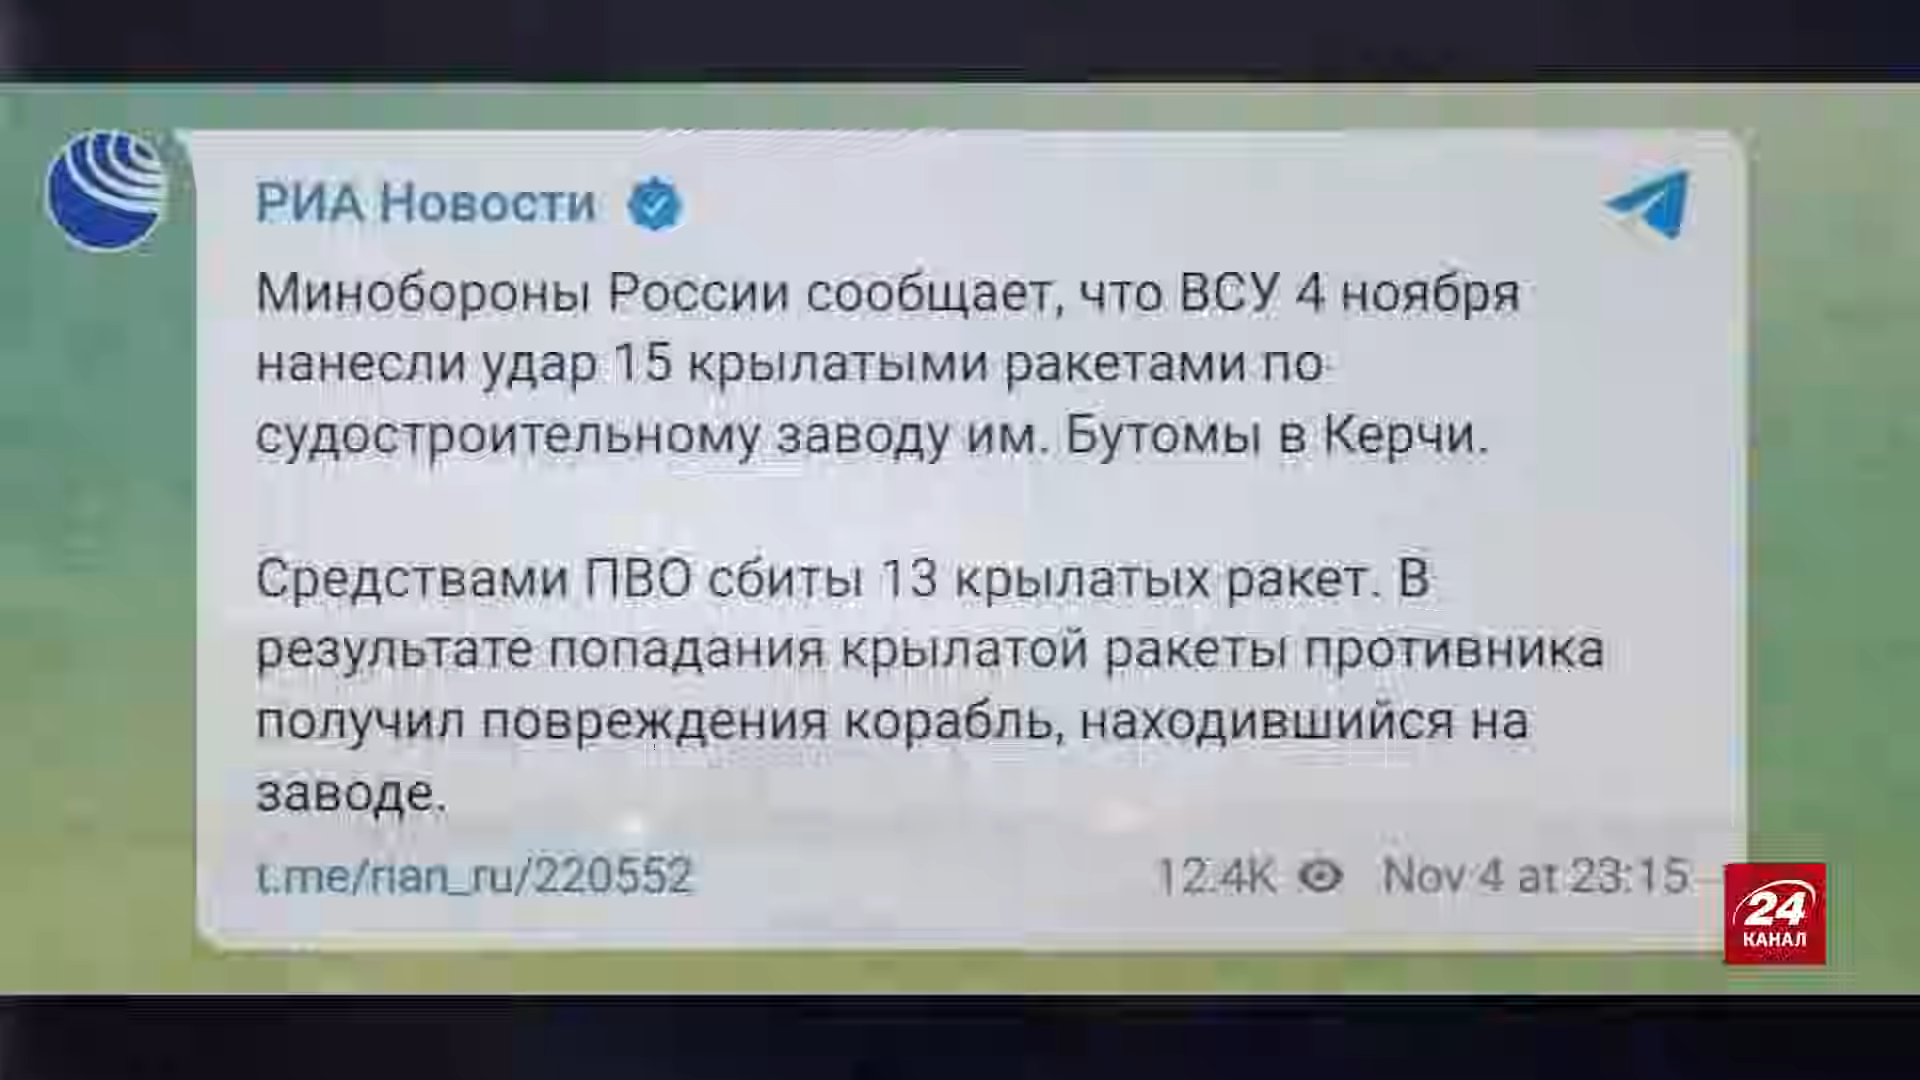 РИА Новости
Минобороны России сообщает, что ВСУ 4 ноября
нанесли удар 15 крылатыми ракетами по
судостроительному заводу им. Бутомы в Керчи.
Средствами ПВО сбиты 13 крылатых ракет. В
результате попадания крылатой ракеты противника
получил повреждения корабль, находившийся на
заводе.
t.me/rian_ru/220552
12.4K Nov 4 at 23:15
24
КАНАЛ